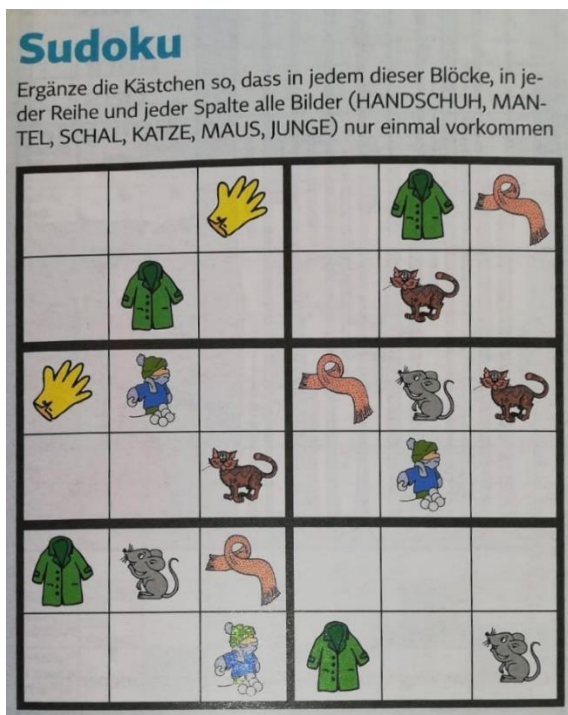 Sudoku
Ergänze die Kästchen so, dass in jedem dieser Blöcke, in je-
der Reihe und jeder Spalte alle Bilder (HANDSCHUH, MAN-
TEL, SCHAL, KATZE, MAUS, JUNGE) nur einmal vorkommen